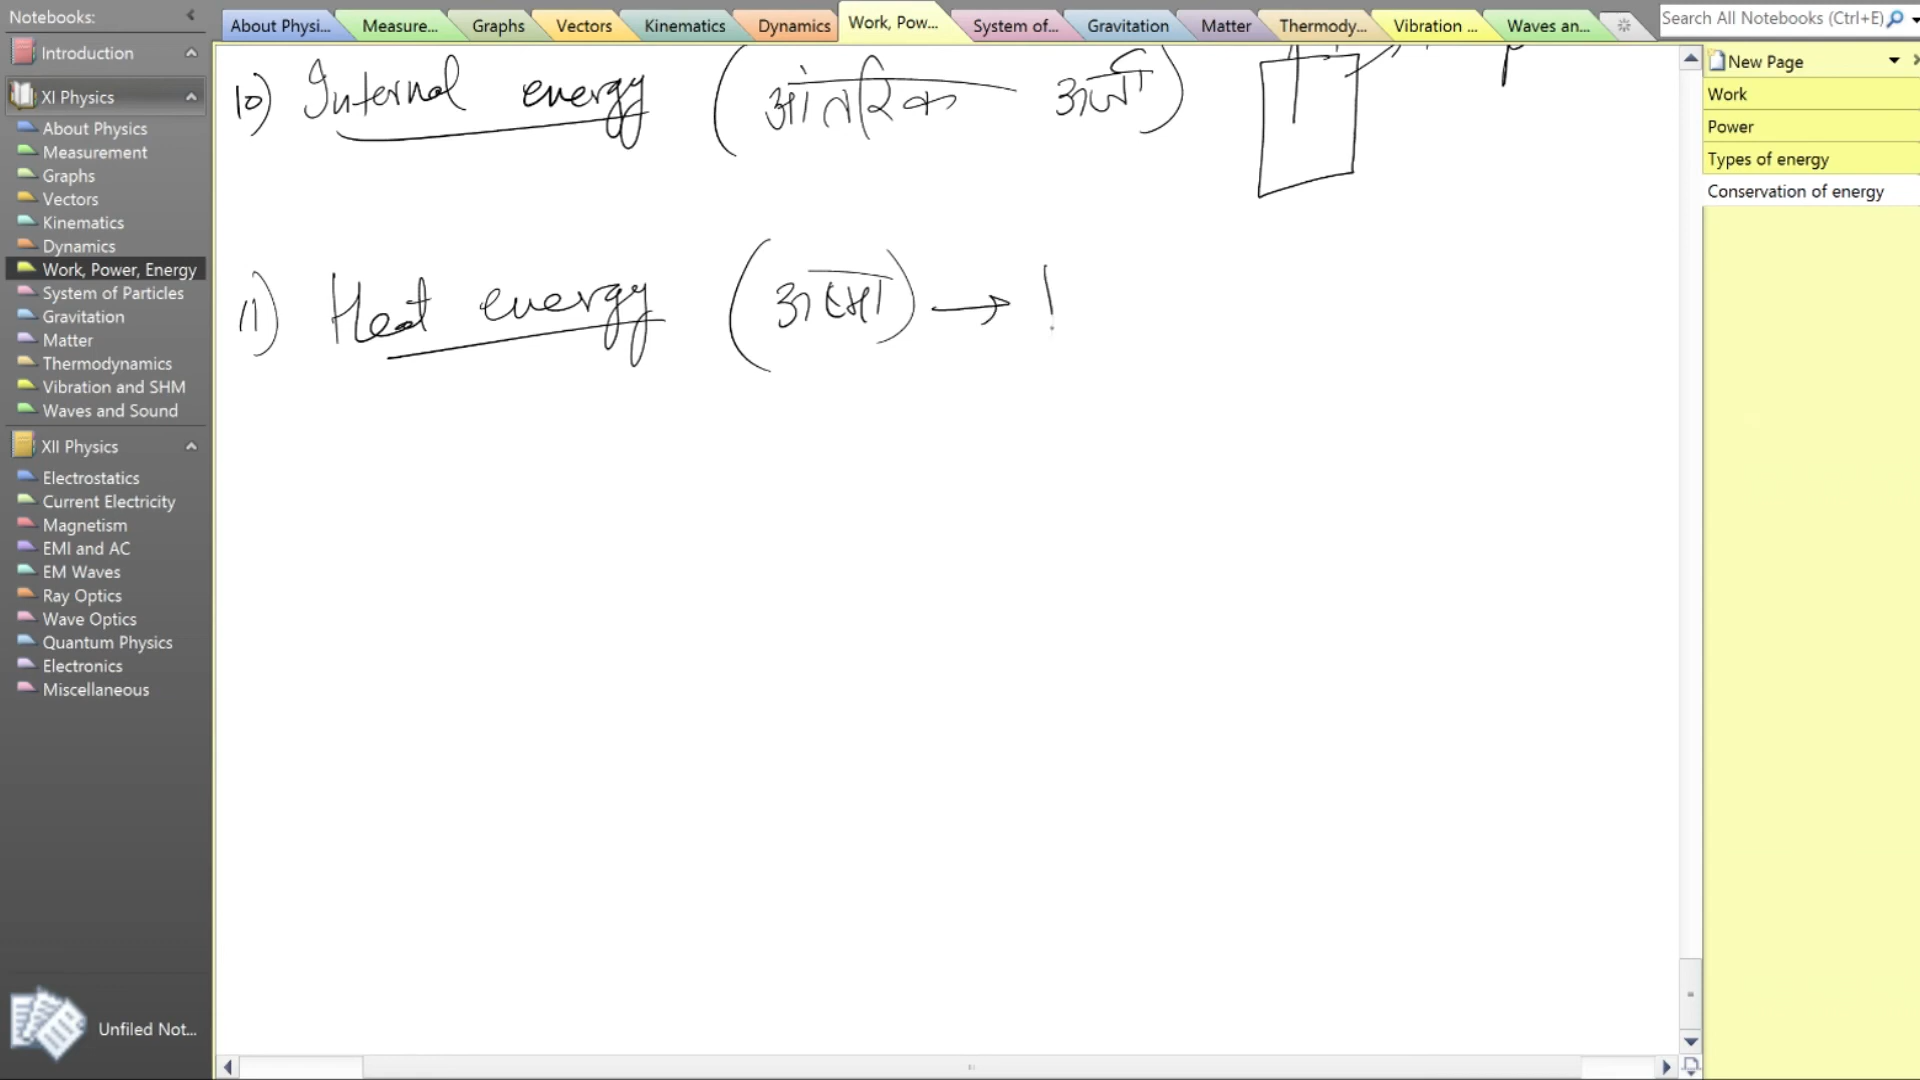 Notebooks:
Introduction
XI Physics
About Physics
Measurement
Graphs
Vectors
Kinematics
Dynamics
Work, Power, Energy
System of Particles
Gravitation
Matter
Thermodynamics
Vibration and SHM
Waves and Sound
XII Physics
Electrostatics
Current Electricity
Magnetism
EMI and AC
EM Waves
Ray Optics
Wave Optics
Quantum Physics
Electronics
Miscellaneous
Unfiled Not...
About Physi... Measure... Graphs Vectors Kinematics Dynamics Work, Pow... System of... Gravitation Matter Thermody... Vibration ... Waves an...
Search All Notebooks (Ctrl+E)
10) Internal energy (आंतरिक ऊर्जा)
11) Heat energy (ऊष्मा) →
New Page
Work
Power
Types of energy
Conservation of energy